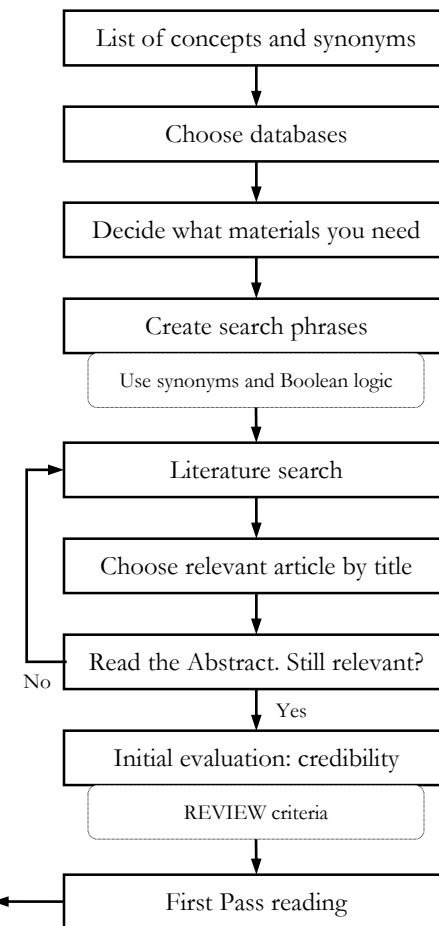 List of concepts and synonyms
Choose databases
Decide what materials you need
Create search phrases
Use synonyms and Boolean logic
Literature search
Choose relevant article by title
Read the Abstract. Still relevant?
No
Yes
Initial evaluation: credibility
REVIEW criteria
First Pass reading